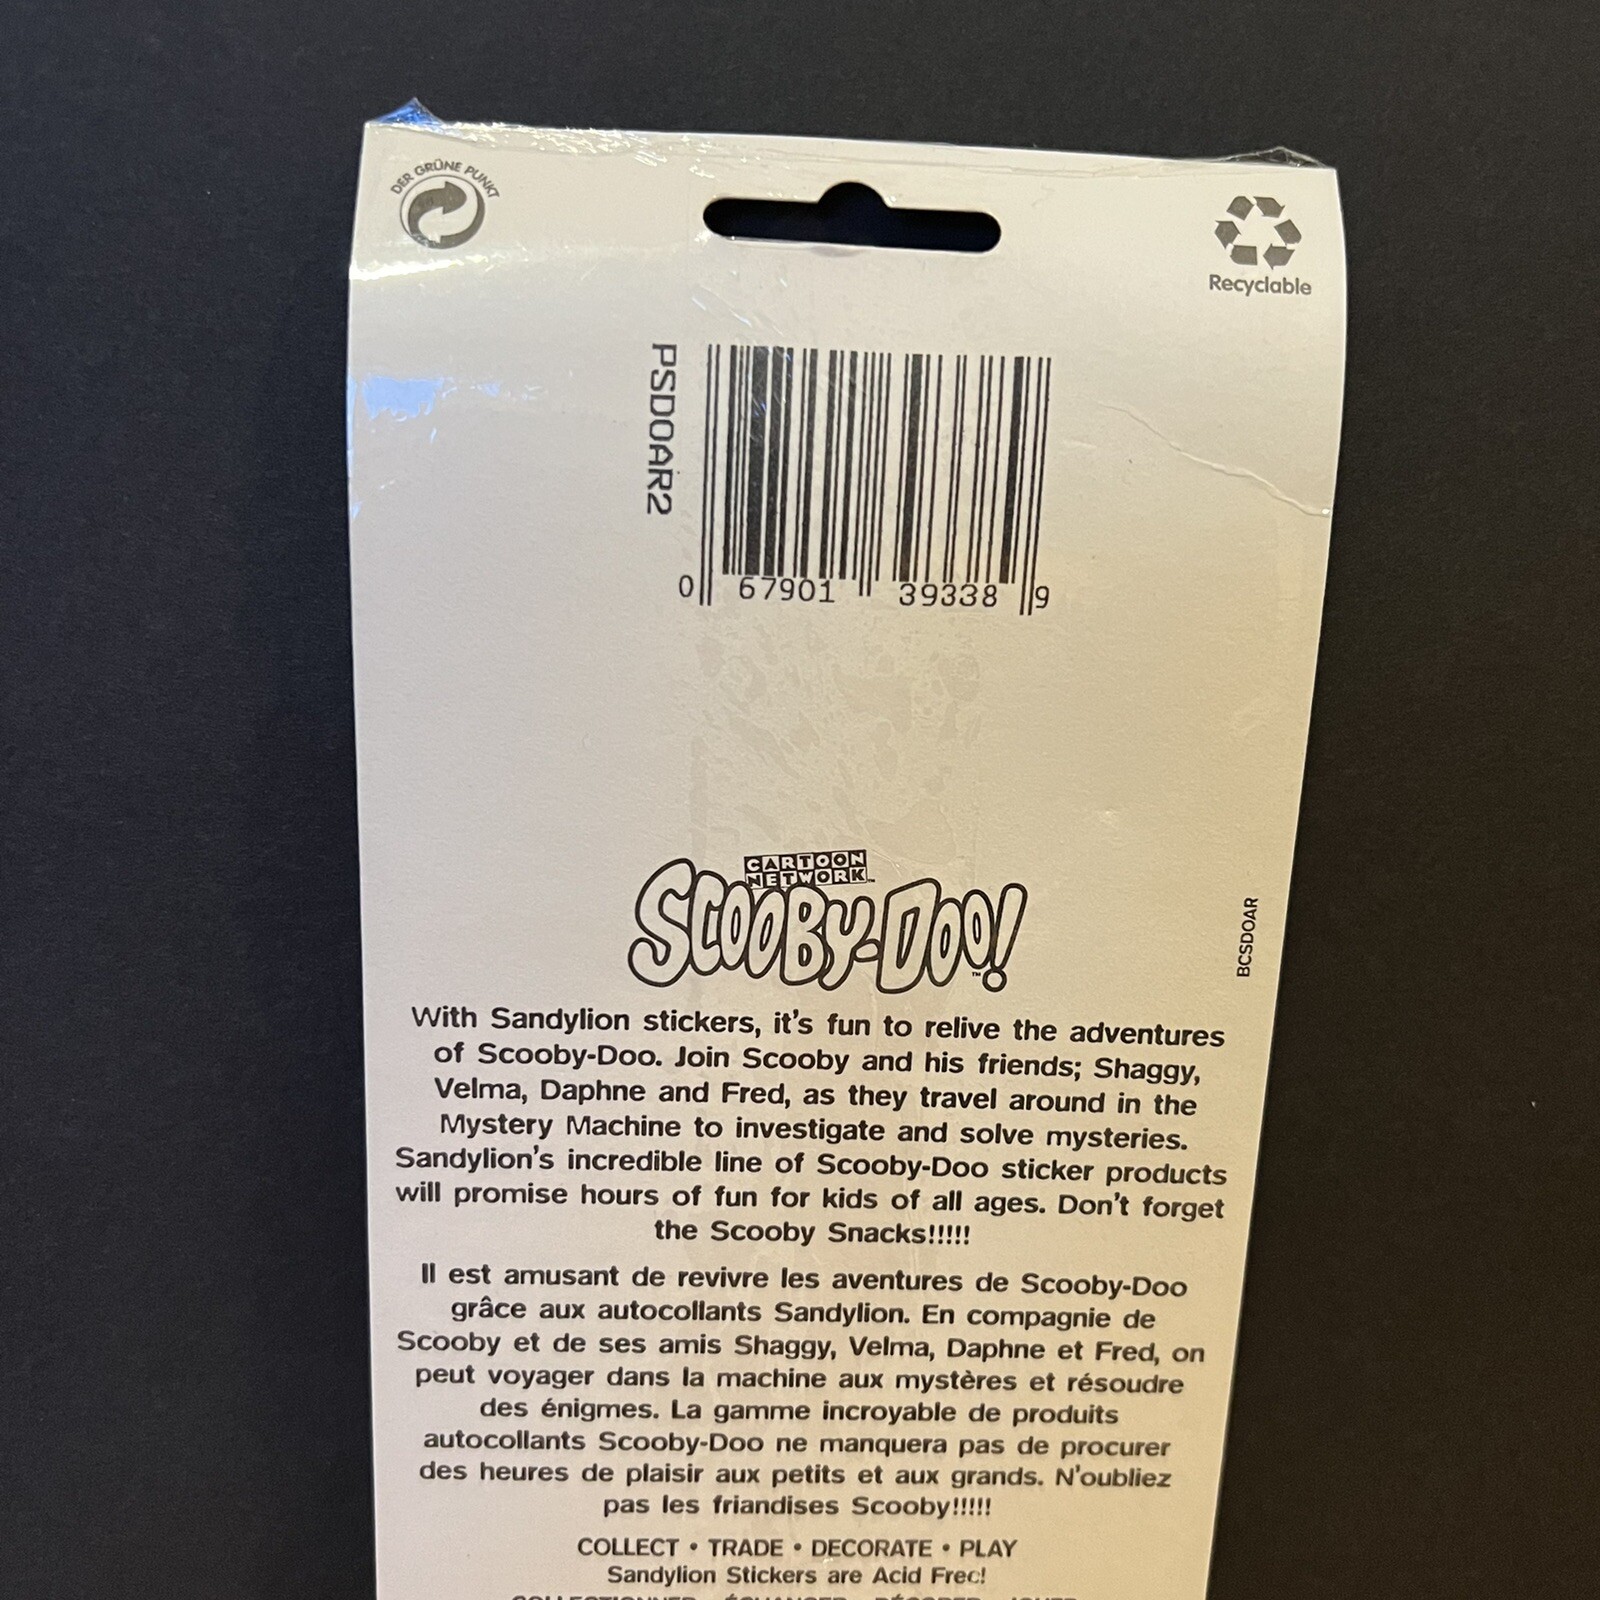 DER GRÜNE PUNKT
Recyclable
PSDOAR2
0 67901 39338 9
CARTOON
NETWORK™
SCOOBY-DOO!™
BCSDOAR
With Sandylion stickers, it's fun to relive the adventures
of Scooby-Doo. Join Scooby and his friends; Shaggy,
Velma, Daphne and Fred, as they travel around in the
Mystery Machine to investigate and solve mysteries.
Sandylion's incredible line of Scooby-Doo sticker products
will promise hours of fun for kids of all ages. Don't forget
the Scooby Snacks!!!!!
Il est amusant de revivre les aventures de Scooby-Doo
grâce aux autocollants Sandylion. En compagnie de
Scooby et de ses amis Shaggy, Velma, Daphne et Fred, on
peut voyager dans la machine aux mystères et résoudre
des énigmes. La gamme incroyable de produits
autocollants Scooby-Doo ne manquera pas de procurer
des heures de plaisir aux petits et aux grands. N'oubliez
pas les friandises Scooby!!!!!
COLLECT • TRADE • DECORATE • PLAY
Sandylion Stickers are Acid Free!